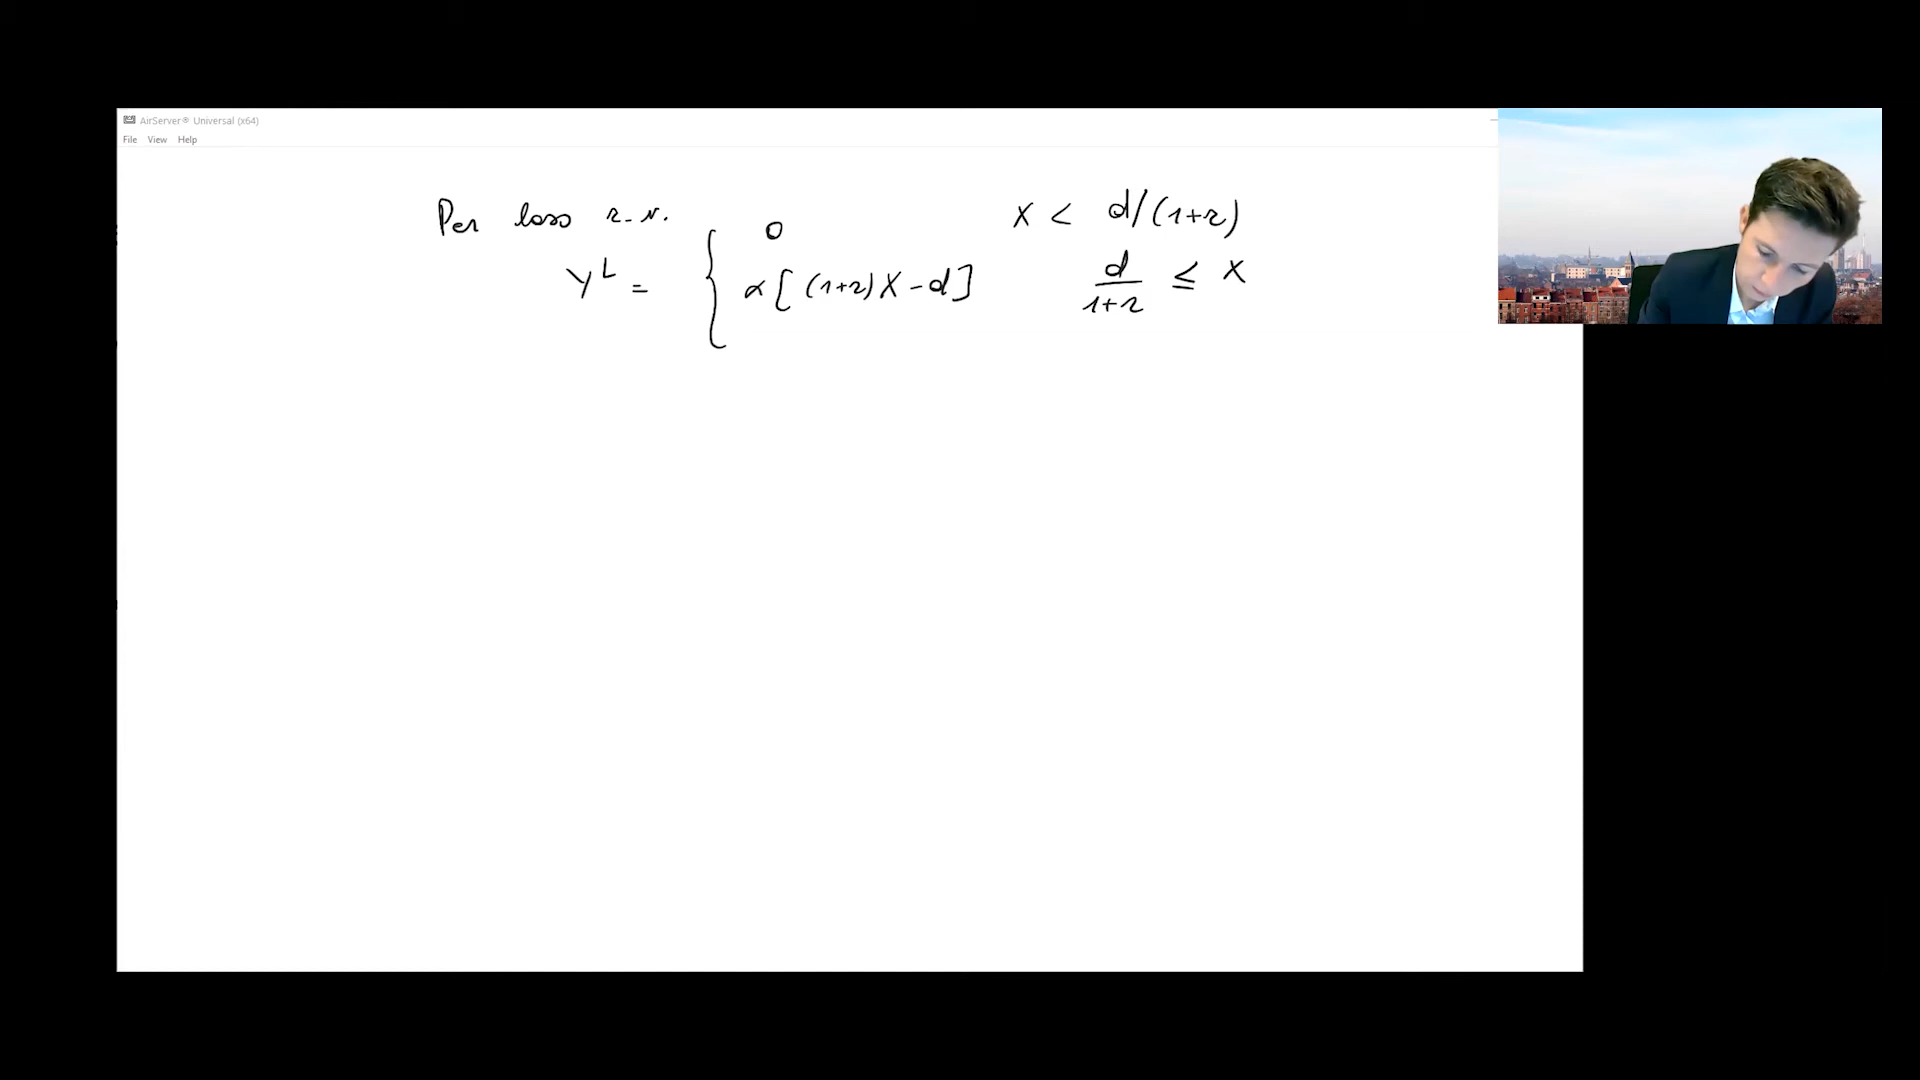 AirServer® Universal (x64)
File View Help
Per loss r.v.
0 X < d/(1+r)
Y^L = { α[(1+r)X-d] d/(1+r) ≤ X